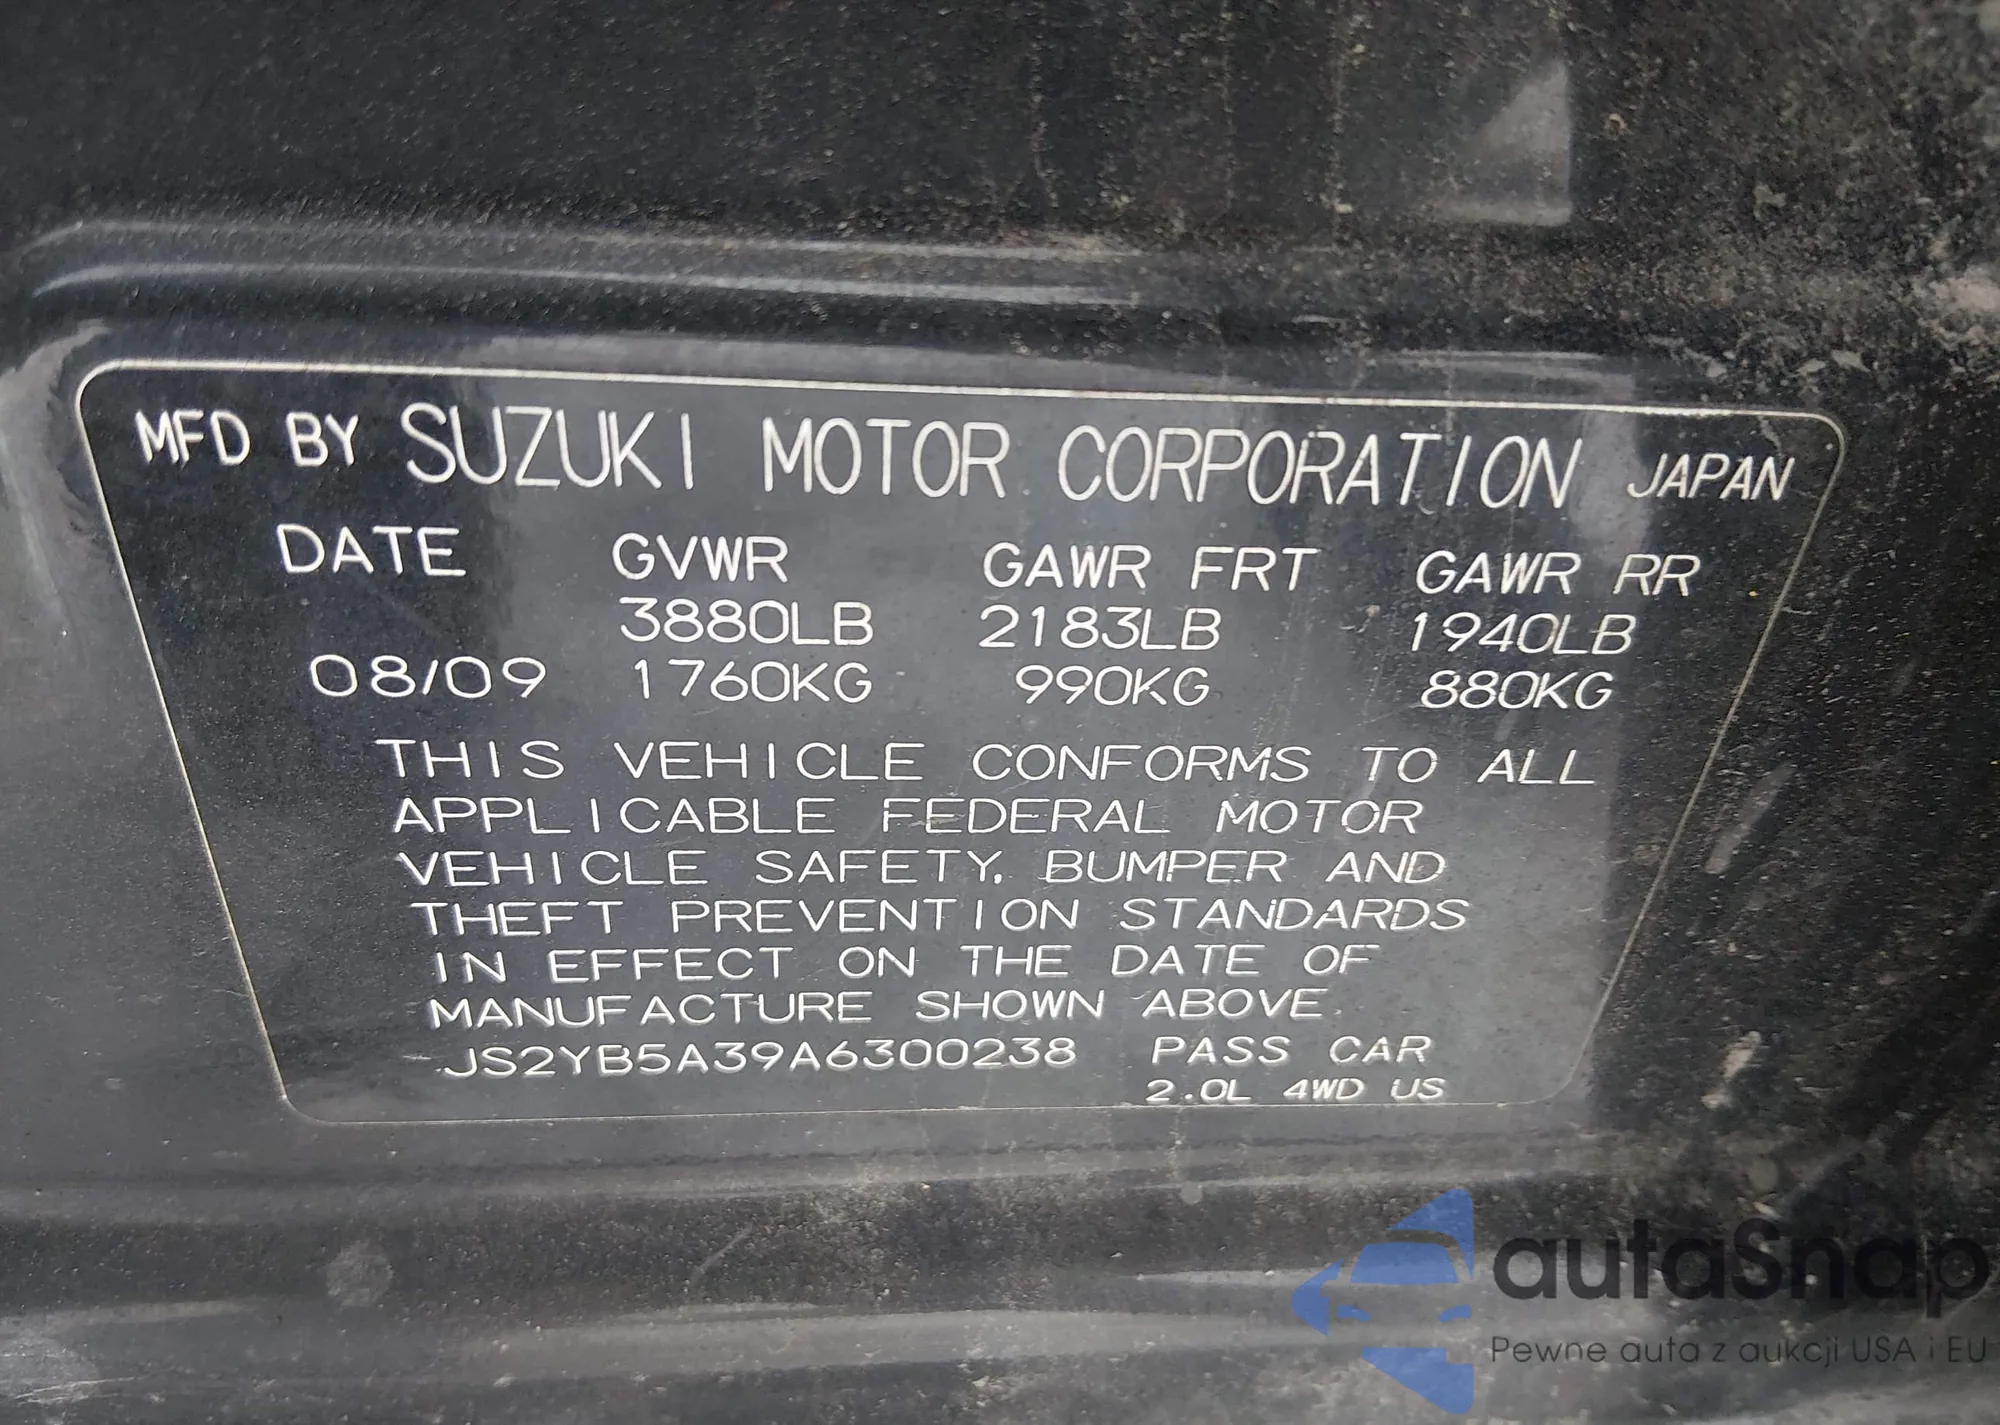 MFD BY SUZUKI MOTOR CORPORATION JAPAN
DATE GVWR GAWR FRT GAWR RR
3880LB 2183LB 1940LB
08/09 1760KG 990KG 880KG
THIS VEHICLE CONFORMS TO ALL
APPLICABLE FEDERAL MOTOR
VEHICLE SAFETY, BUMPER AND
THEFT PREVENTION STANDARDS
IN EFFECT ON THE DATE OF
MANUFACTURE SHOWN ABOVE.
JS2YB5A39A6300238 PASS CAR
2.0L 4WD US
autaSnap
Pewne auta z aukcji USA i EU